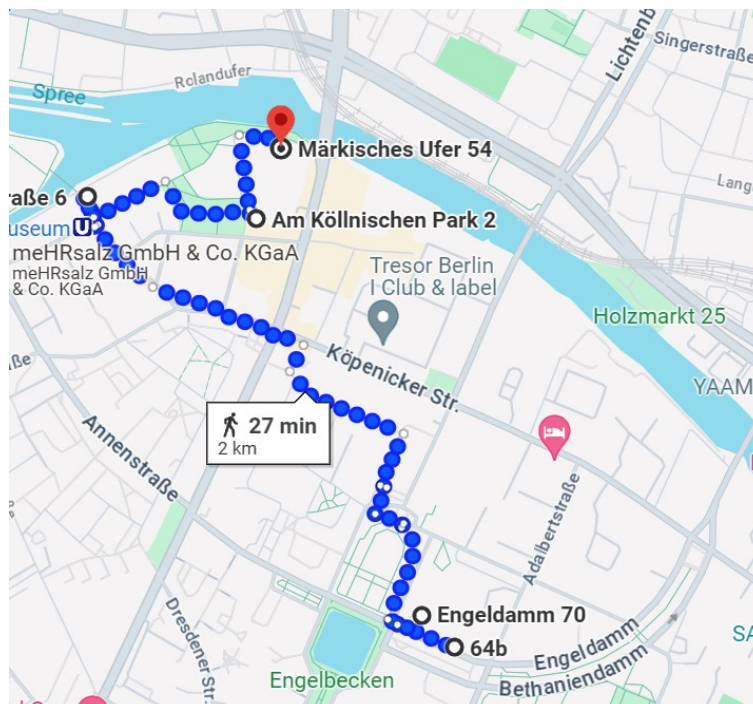 Singerstraße
Lichtenb
Rolandufer
Spree
Märkisches Ufer 54
Lange
raße 6
Am Köllnischen Park 2
useum
U
meHRsalz GmbH & Co. KGaA
meHRsalz GmbH
& Co. KGaA
Tresor Berlin
I Club & label
Holzmarkt 25
aße
Köpenicker Str.
YAAM
27 min
2 km
Annenstraße
Adalbertstraße
Dresdener Str.
Engeldamm 70
64b
SA
Engeldamm
Bethaniendamm
Engelbecken